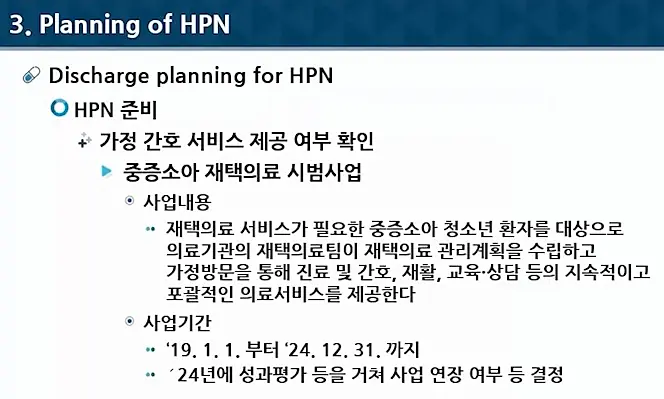 3. Planning of HPN
Discharge planning for HPN
HPN 준비
가정 간호 서비스 제공 여부 확인
중증소아 재택의료 시범사업
사업내용
재택의료 서비스가 필요한 중증소아 청소년 환자를 대상으로
의료기관의 재택의료팀이 재택의료 관리계획을 수립하고
가정방문을 통해 진료 및 간호, 재활, 교육·상담 등의 지속적이고
포괄적인 의료서비스를 제공한다
사업기간
‘19. 1. 1. 부터 ‘24. 12. 31. 까지
´24년에 성과평가 등을 거쳐 사업 연장 여부 등 결정